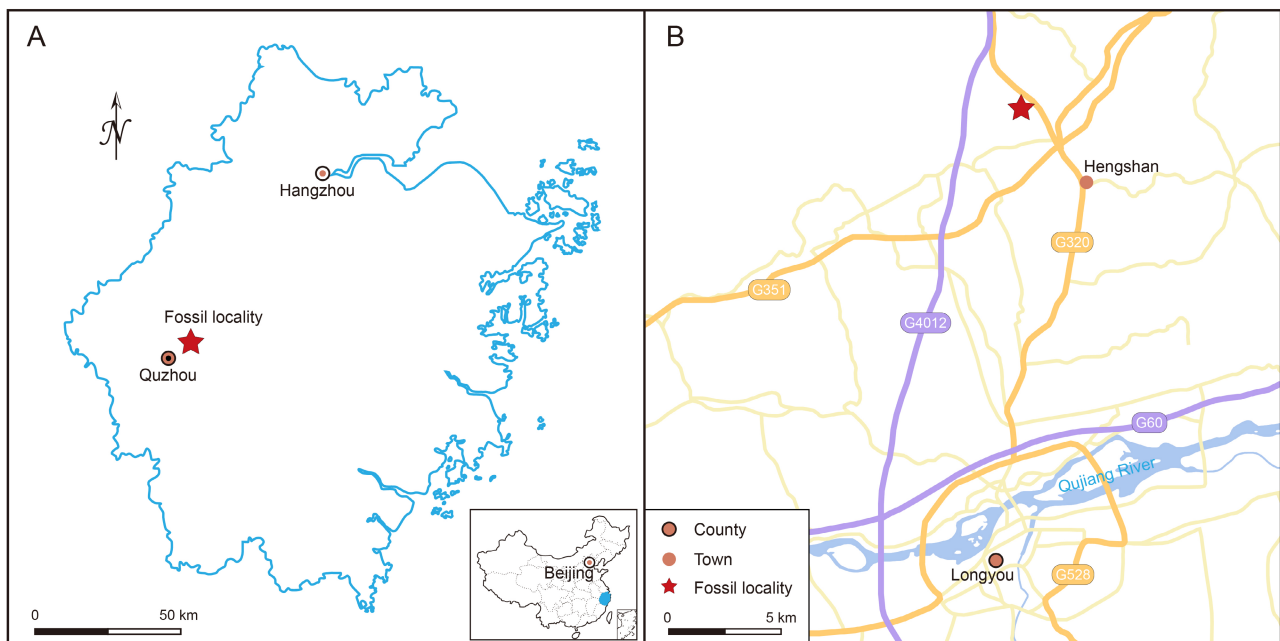 A
N
Hangzhou
Fossil locality
Quzhou
0 50 km
Beijing
B
Hengshan
G320
G351
G4012
G60
Qujiang River
Longyou
G528
County
Town
Fossil locality
0 5 km